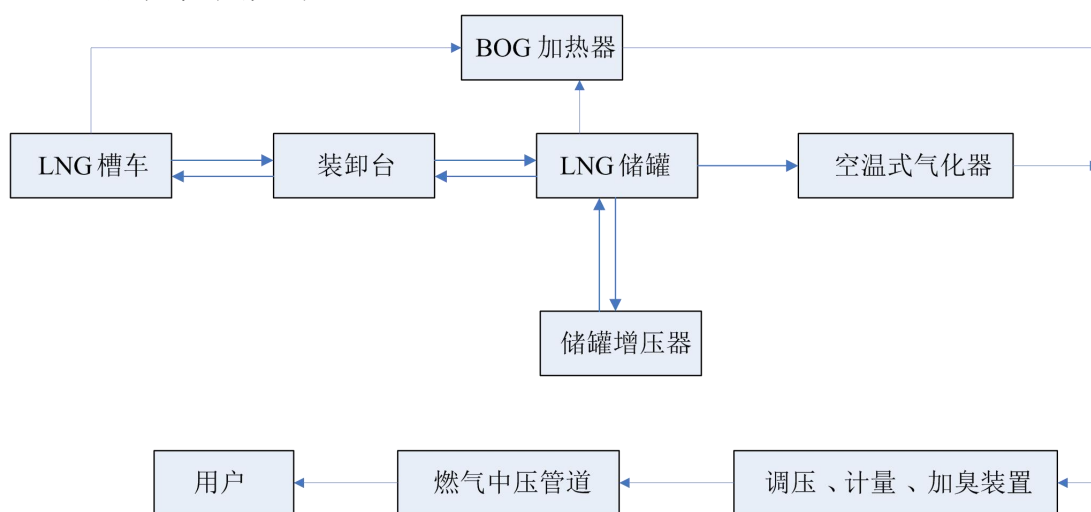 BOG 加热器
LNG 槽车
装卸台
LNG 储罐
空温式气化器
储罐增压器
用户
燃气中压管道
调压、计量、加臭装置